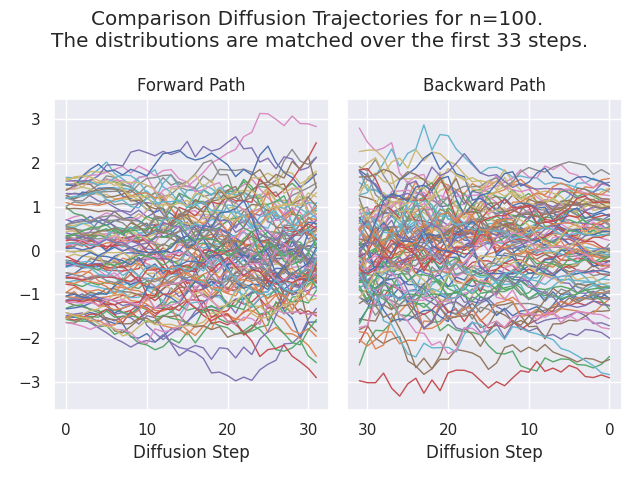 Comparison Diffusion Trajectories for n=100.
The distributions are matched over the first 33 steps.
Forward Path
Backward Path
3
2
1
0
−1
−2
−3
0 10 20 30
30 20 10 0
Diffusion Step
Diffusion Step